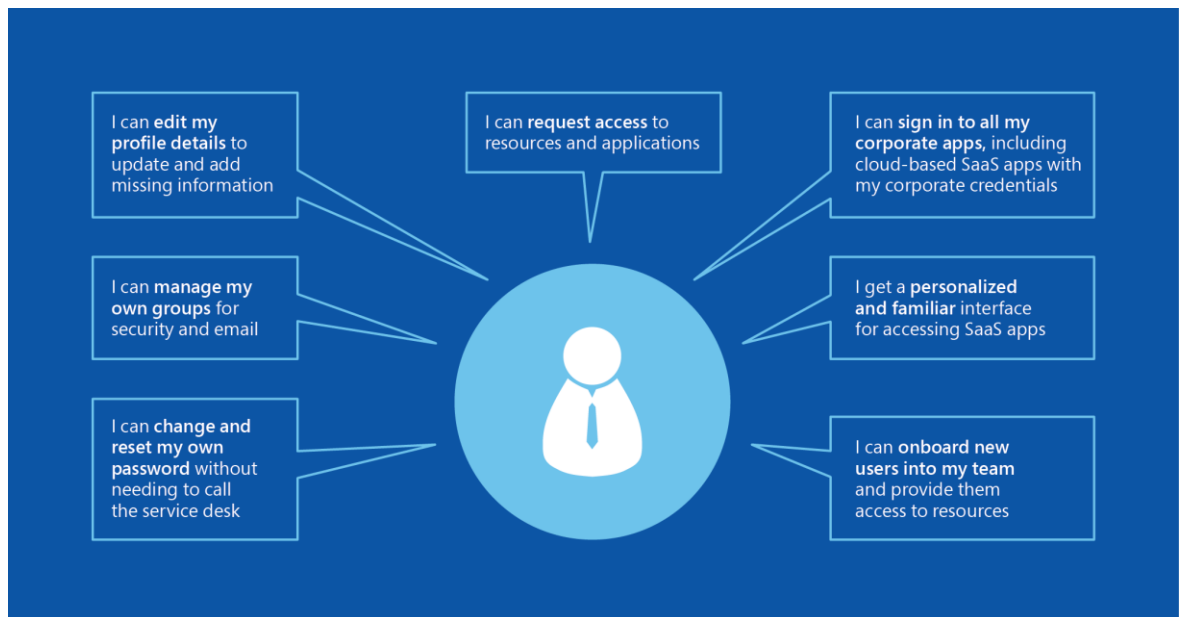 I can edit my
profile details to
update and add
missing information
I can request access to
resources and applications
I can sign in to all my
corporate apps, including
cloud-based SaaS apps with
my corporate credentials
I can manage my
own groups for
security and email
I get a personalized
and familiar interface
for accessing SaaS apps
I can change and
reset my own
password without
needing to call
the service desk
I can onboard new
users into my team
and provide them
access to resources